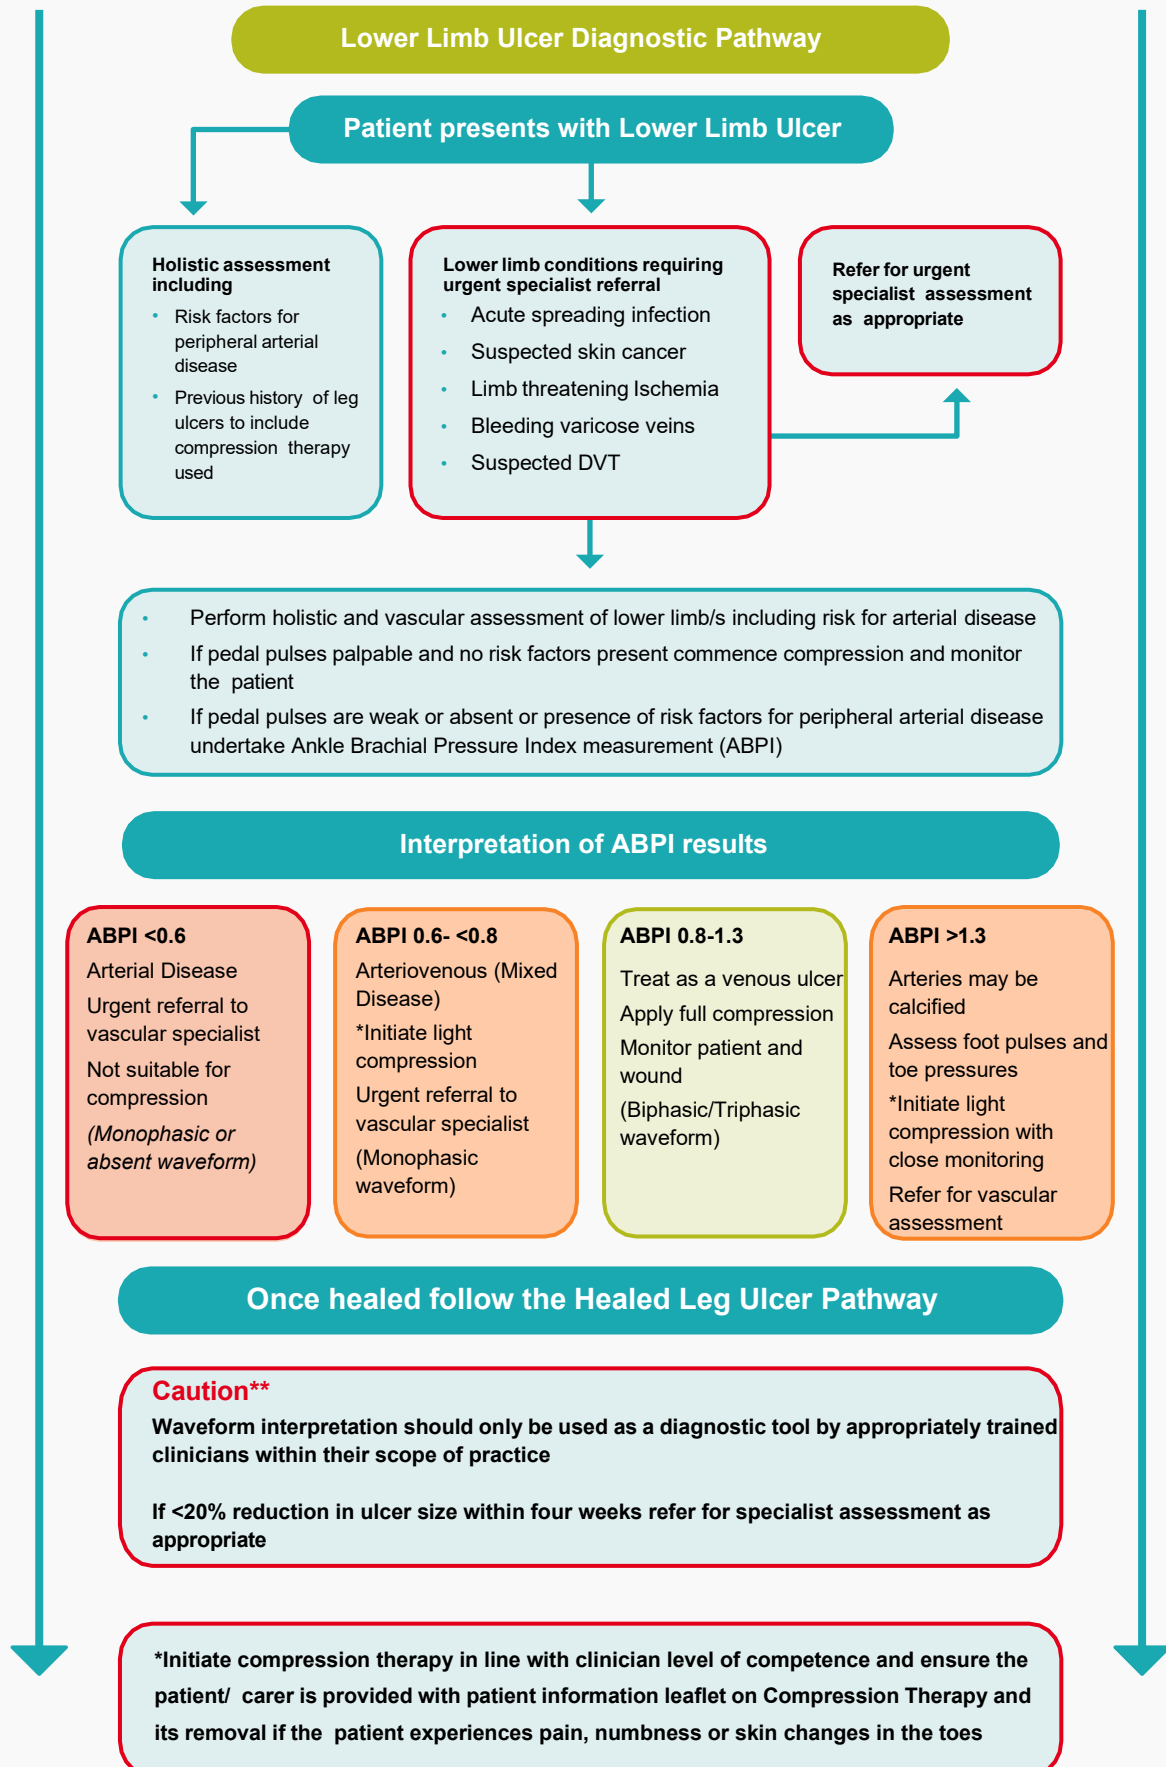 Lower Limb Ulcer Diagnostic Pathway
Patient presents with Lower Limb Ulcer
Holistic assessment
including
• Risk factors for
peripheral arterial
disease
• Previous history of leg
ulcers to include
compression therapy
used
Lower limb conditions requiring
urgent specialist referral
• Acute spreading infection
• Suspected skin cancer
• Limb threatening Ischemia
• Bleeding varicose veins
• Suspected DVT
Refer for urgent
specialist assessment
as appropriate
• Perform holistic and vascular assessment of lower limb/s including risk for arterial disease
• If pedal pulses palpable and no risk factors present commence compression and monitor
the patient
• If pedal pulses are weak or absent or presence of risk factors for peripheral arterial disease
undertake Ankle Brachial Pressure Index measurement (ABPI)
Interpretation of ABPI results
ABPI <0.6
Arterial Disease
Urgent referral to
vascular specialist
Not suitable for
compression
(Monophasic or
absent waveform)
ABPI 0.6- <0.8
Arteriovenous (Mixed
Disease)
*Initiate light
compression
Urgent referral to
vascular specialist
(Monophasic
waveform)
ABPI 0.8-1.3
Treat as a venous ulcer
Apply full compression
Monitor patient and
wound
(Biphasic/Triphasic
waveform)
ABPI >1.3
Arteries may be
calcified
Assess foot pulses and
toe pressures
*Initiate light
compression with
close monitoring
Refer for vascular
assessment
Once healed follow the Healed Leg Ulcer Pathway
Caution**
Waveform interpretation should only be used as a diagnostic tool by appropriately trained
clinicians within their scope of practice
If <20% reduction in ulcer size within four weeks refer for specialist assessment as
appropriate
*Initiate compression therapy in line with clinician level of competence and ensure the
patient/ carer is provided with patient information leaflet on Compression Therapy and
its removal if the patient experiences pain, numbness or skin changes in the toes